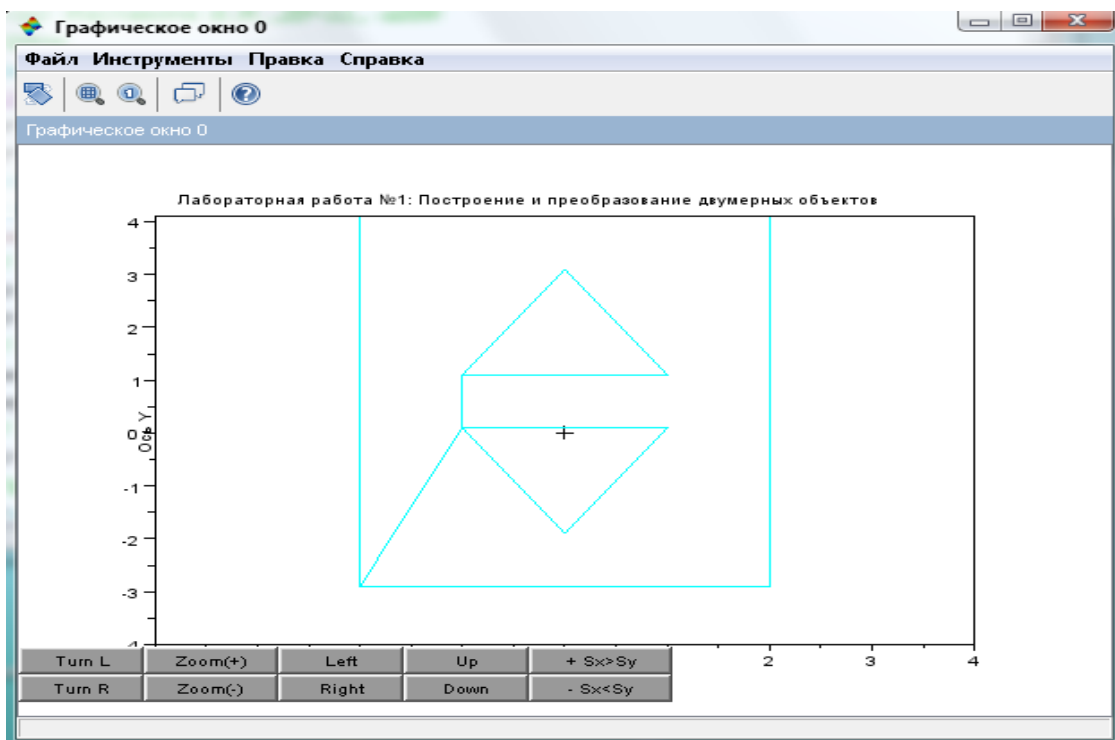 Графическое окно 0
Файл Инструменты Правка Справка
Графическое окно 0
Лабораторная работа №1: Построение и преобразование двумерных объектов
4
3
2
1
0
-1
-2
-3
Ось Y
2 3 4
Turn L Zoom(+) Left Up + Sx>Sy
Turn R Zoom(-) Right Down - Sx<Sy